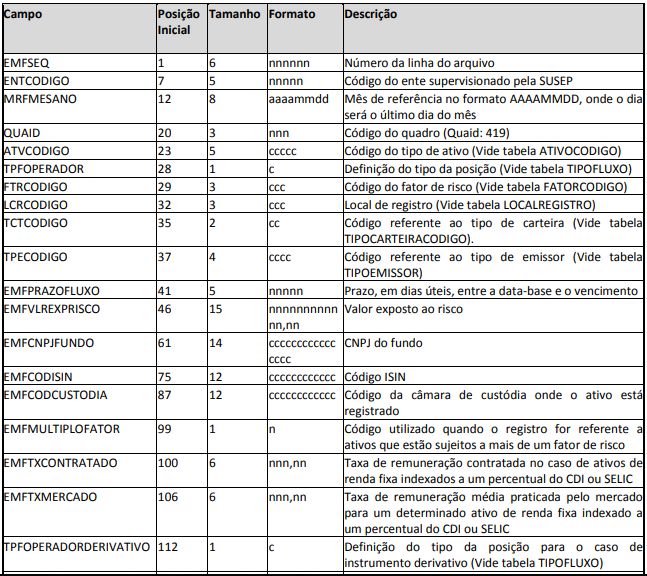 Campo Posição Inicial Tamanho Formato Descrição
EMFSEQ 1 6 nnnnnn Número da linha do arquivo
ENTCODIGO 7 5 nnnnn Código do ente supervisionado pela SUSEP
MRFMESANO 12 8 aaaammdd Mês de referência no formato AAAAMMDD, onde o dia
será o último dia do mês
QUAID 20 3 nnn Código do quadro (Quaid: 419)
ATVCODIGO 23 5 ccccc Código do tipo de ativo (Vide tabela ATIVOCODIGO)
TPFOPERADOR 28 1 c Definição do tipo da posição (Vide tabela TIPOFLUXO)
FTRCODIGO 29 3 ccc Código do fator de risco (Vide tabela FATORCODIGO)
LCRCODIGO 32 3 ccc Local de registro (Vide tabela LOCALREGISTRO)
TCTCODIGO 35 2 cc Código referente ao tipo de carteira (Vide tabela
TIPOCARTEIRACODIGO).
TPECODIGO 37 4 cccc Código referente ao tipo de emissor (Vide tabela
TIPOEMISSOR)
EMFPRAZOFLUXO 41 5 nnnnn Prazo, em dias úteis, entre a data-base e o vencimento
EMFVLREXPRISCO 46 15 nnnnnnnnnn Valor exposto ao risco
nn,nn
EMFCNPJFUNDO 61 14 cccccccccccc CNPJ do fundo
cccc
EMFCODISIN 75 12 cccccccccccc Código ISIN
EMFCODCUSTODIA 87 12 cccccccccccc Código da câmara de custódia onde o ativo está
registrado
EMFMULTIPLOFATOR 99 1 n Código utilizado quando o registro for referente a
ativos que estão sujeitos a mais de um fator de risco
EMFTXCONTRATADO 100 6 nnn,nn Taxa de remuneração contratada no caso de ativos de
renda fixa indexados a um percentual do CDI ou SELIC
EMFTXMERCADO 106 6 nnn,nn Taxa de remuneração média praticada pelo mercado
para um determinado ativo de renda fixa indexado a
um percentual do CDI ou SELIC
TPFOPERADORDERIVATIVO 112 1 c Definição do tipo da posição para o caso de
instrumento derivativo (Vide tabela TIPOFLUXO)